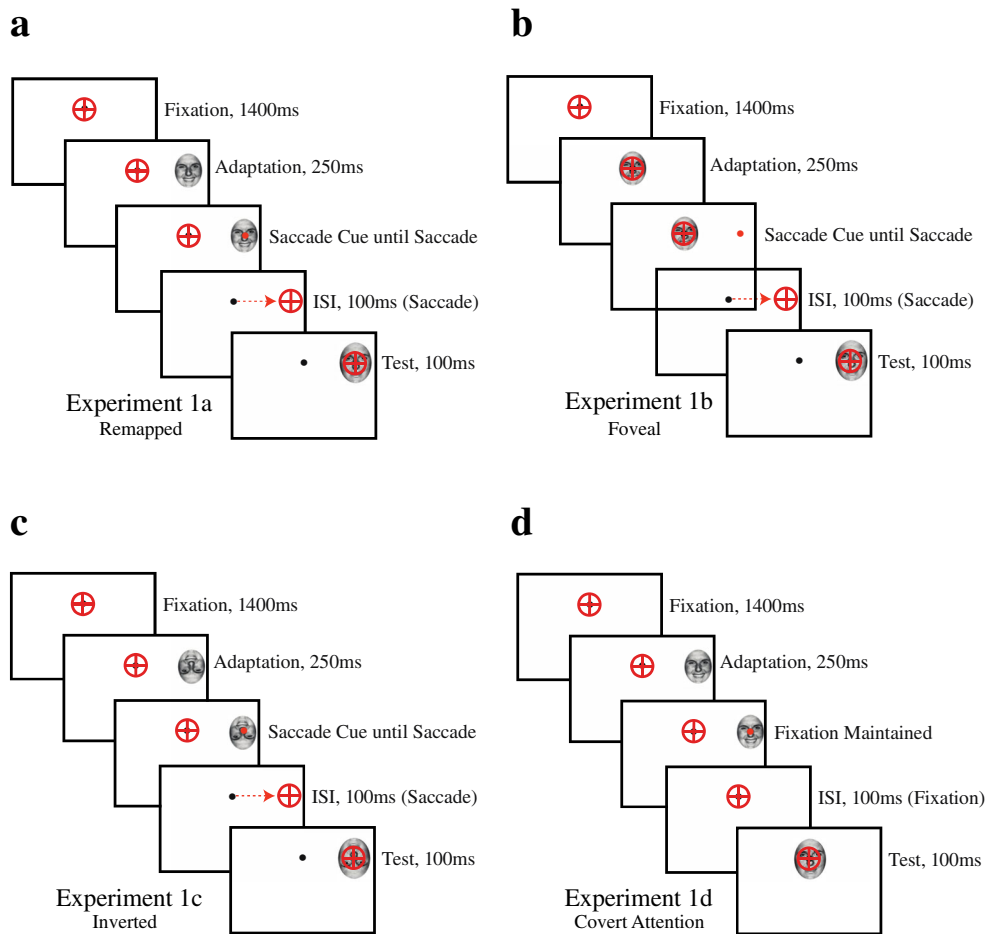 a
Fixation, 1400ms
Adaptation, 250ms
Saccade Cue until Saccade
ISI, 100ms (Saccade)
Test, 100ms
Experiment 1a
Remapped
b
Fixation, 1400ms
Adaptation, 250ms
Saccade Cue until Saccade
ISI, 100ms (Saccade)
Test, 100ms
Experiment 1b
Foveal
c
Fixation, 1400ms
Adaptation, 250ms
Saccade Cue until Saccade
ISI, 100ms (Saccade)
Test, 100ms
Experiment 1c
Inverted
d
Fixation, 1400ms
Adaptation, 250ms
Fixation Maintained
ISI, 100ms (Fixation)
Test, 100ms
Experiment 1d
Covert Attention